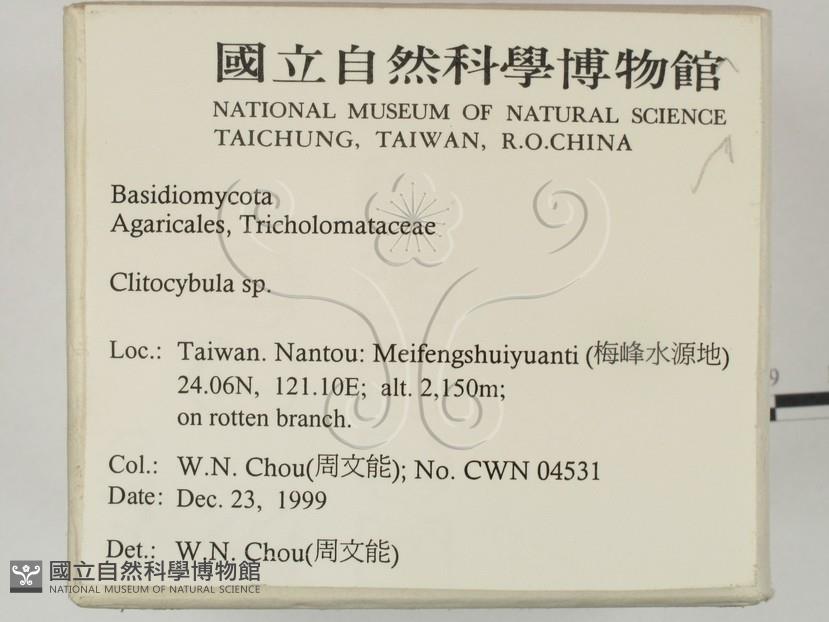 國立自然科學博物館
NATIONAL MUSEUM OF NATURAL SCIENCE
TAICHUNG, TAIWAN, R.O.CHINA
Basidiomycota
Agaricales, Tricholomataceae
Clitocybula sp.
Loc.: Taiwan. Nantou: Meifengshuiyuanti (梅峰水源地)
24.06N, 121.10E; alt. 2,150m;
on rotten branch.
Col.: W.N. Chou(周文能); No. CWN 04531
Date: Dec. 23, 1999
Det.: W.N. Chou(周文能)
國立自然科學博物館
NATIONAL MUSEUM OF NATURAL SCIENCE
9